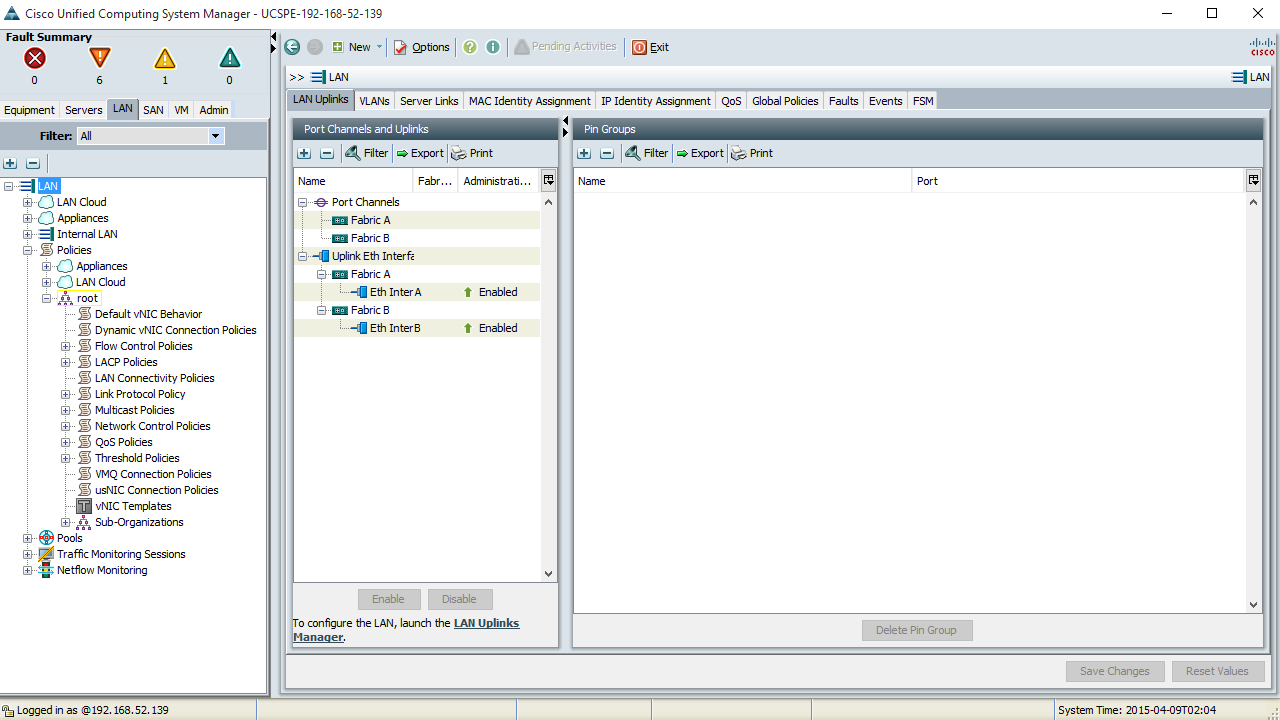 Cisco Unified Computing System Manager - UCSPE-192-168-52-139
Fault Summary
0 6 1 0
Equipment Servers LAN SAN VM Admin
Filter: All
LAN
LAN Cloud
Appliances
Internal LAN
Policies
Appliances
LAN Cloud
root
Default vNIC Behavior
Dynamic vNIC Connection Policies
Flow Control Policies
LACP Policies
LAN Connectivity Policies
Link Protocol Policy
Multicast Policies
Network Control Policies
QoS Policies
Threshold Policies
VMQ Connection Policies
usNIC Connection Policies
vNIC Templates
Sub-Organizations
Pools
Traffic Monitoring Sessions
Netflow Monitoring
New Options Pending Activities Exit
CISCO
>> LAN LAN
LAN Uplinks VLANs Server Links MAC Identity Assignment IP Identity Assignment QoS Global Policies Faults Events FSM
Port Channels and Uplinks
Filter Export Print
Name Fabr... Administrati...
Port Channels
Fabric A
Fabric B
Uplink Eth Interfa
Fabric A
Eth Inter A Enabled
Fabric B
Eth Inter B Enabled
Enable Disable
To configure the LAN, launch the LAN Uplinks
Manager.
Pin Groups
Filter Export Print
Name Port
Delete Pin Group
Save Changes Reset Values
Logged in as @192.168.52.139
System Time: 2015-04-09T02:04